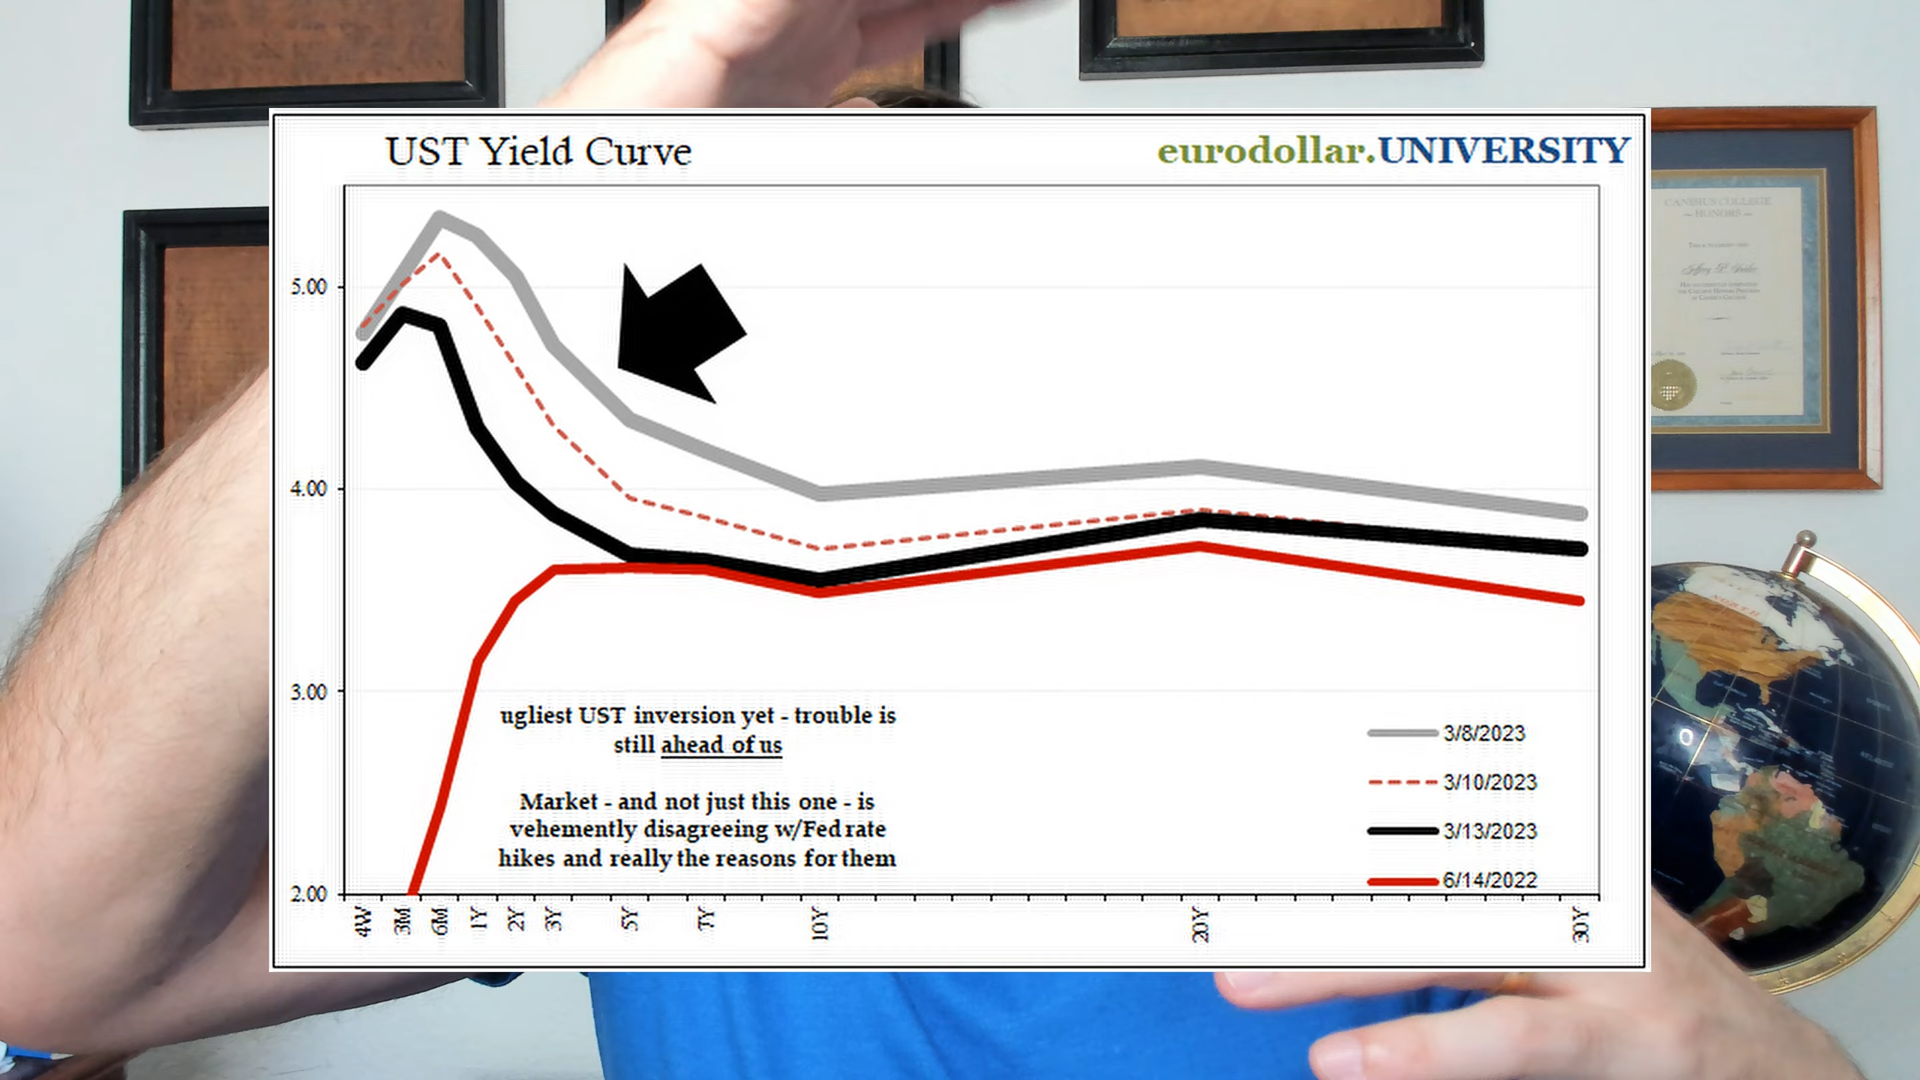 UST Yield Curve
eurodollar.UNIVERSITY
5.00
4.00
3.00
2.00
ugliest UST inversion yet - trouble is
still ahead of us
Market - and not just this one - is
vehemently disagreeing w/Fed rate
hikes and really the reasons for them
3/8/2023
3/10/2023
3/13/2023
6/14/2022
4W
3M
6M
1Y
2Y
3Y
5Y
7Y
10Y
20Y
30Y
CANISIUS COLLEGE
HONORS